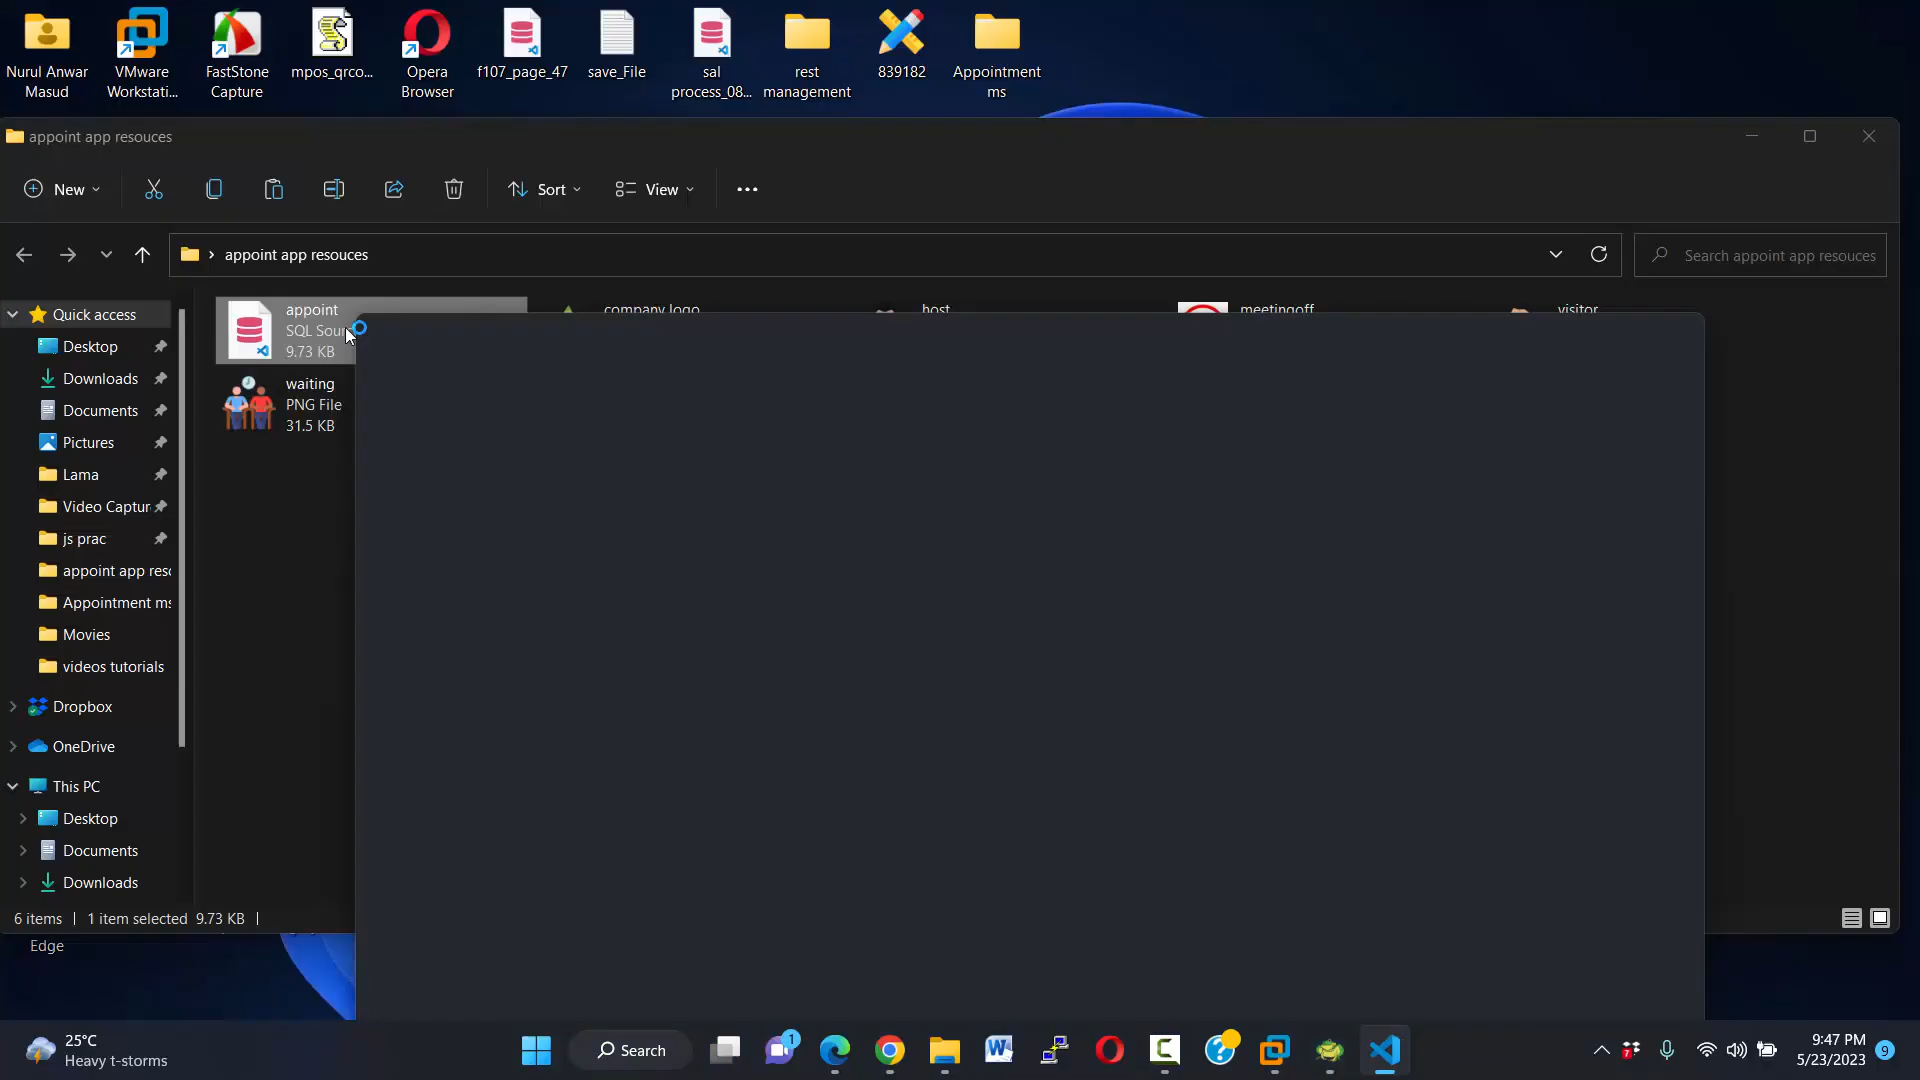 Nurul Anwar
Masud
VMware
Workstati...
FastStone
Capture
mpos_qrco...
Opera
Browser
f107_page_47
save_File
sal
process_08...
rest
management
839182
Appointment
ms
appoint app resouces
New
Sort
View
appoint app resouces
Search appoint app resouces
Quick access
Desktop
Downloads
Documents
Pictures
Lama
Video Captur
js prac
appoint app res
Appointment ms
Movies
videos tutorials
Dropbox
OneDrive
This PC
Desktop
Documents
Downloads
appoint
SQL Sou
9.73 KB
waiting
PNG File
31.5 KB
company logo
host
meetingoff
visitor
6 items
1 item selected 9.73 KB
Edge
25°C
Heavy t-storms
Search
1
7
9:47 PM
5/23/2023
9